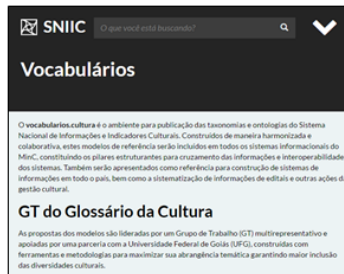 SNIIC O que você está buscando?
Vocabulários
O vocabularios.cultura é o ambiente para publicação das taxonomias e ontologias do Sistema
Nacional de Informações e Indicadores Culturais. Construídos de maneira harmonizada e
colaborativa, estes modelos de referência serão incluídos em todos os sistemas informacionais do
MinC, constituindo os pilares estruturantes para cruzamento das informações e interoperabilidade
dos sistemas. Também serão apresentados como referência para construção de sistemas de
informações em todo o país, bem como a sistematização de informações de editais e outras ações da
gestão cultural.
GT do Glossário da Cultura
As propostas dos modelos são lideradas por um Grupo de Trabalho (GT) multirepresentativo e
apoiadas por uma parceria com a Universidade Federal de Goiás (UFG), construídas com
ferramentas e metodologias para maximizar sua abrangência temática garantindo maior inclusão
das diversidades culturais.